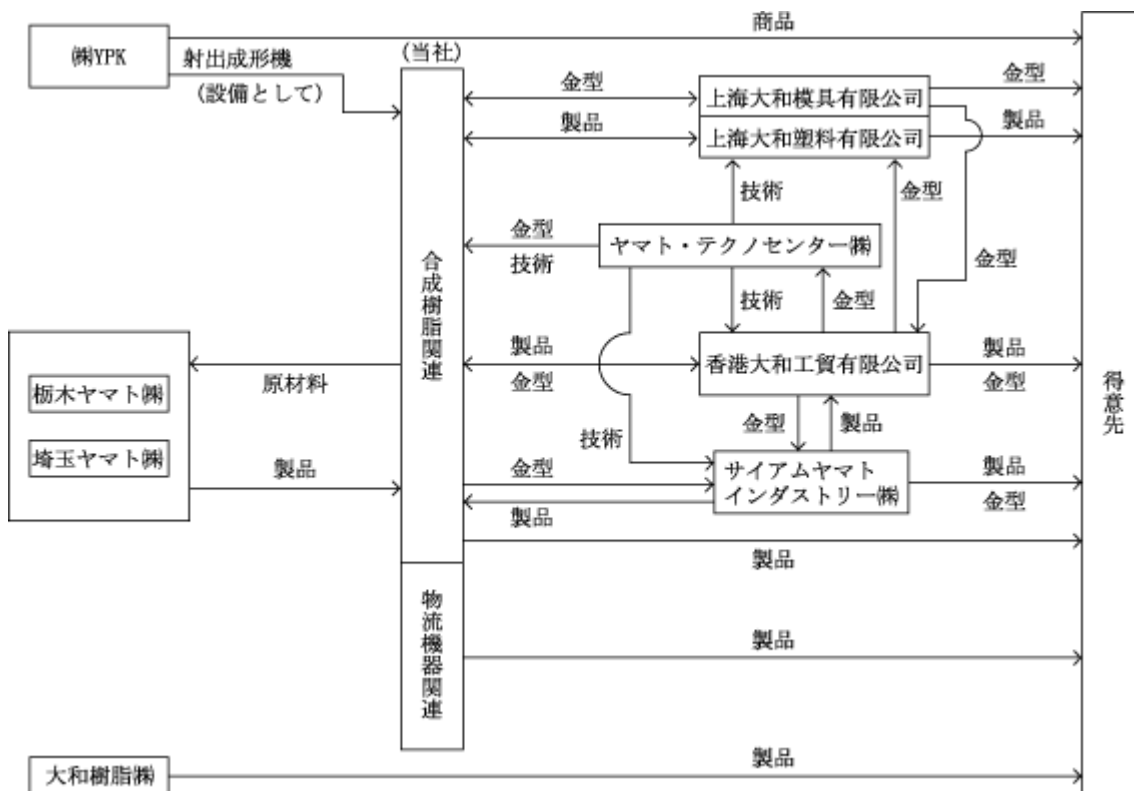 商品
㈱YPK
射出成形機
(設備として)
(当社)
金型
上海大和模具有限公司
金型
製品
上海大和塑料有限公司
製品
技術
金型
金型
技術
ヤマト・テクノセンター㈱
金型
技術
金型
合成樹脂関連
製品
金型
香港大和工貿有限公司
製品
金型
原材料
栃木ヤマト㈱
埼玉ヤマト㈱
製品
得意先
技術
金型
製品
金型
製品
サイアムヤマト
インダストリー㈱
製品
金型
製品
物流機器関連
製品
大和樹脂㈱
製品